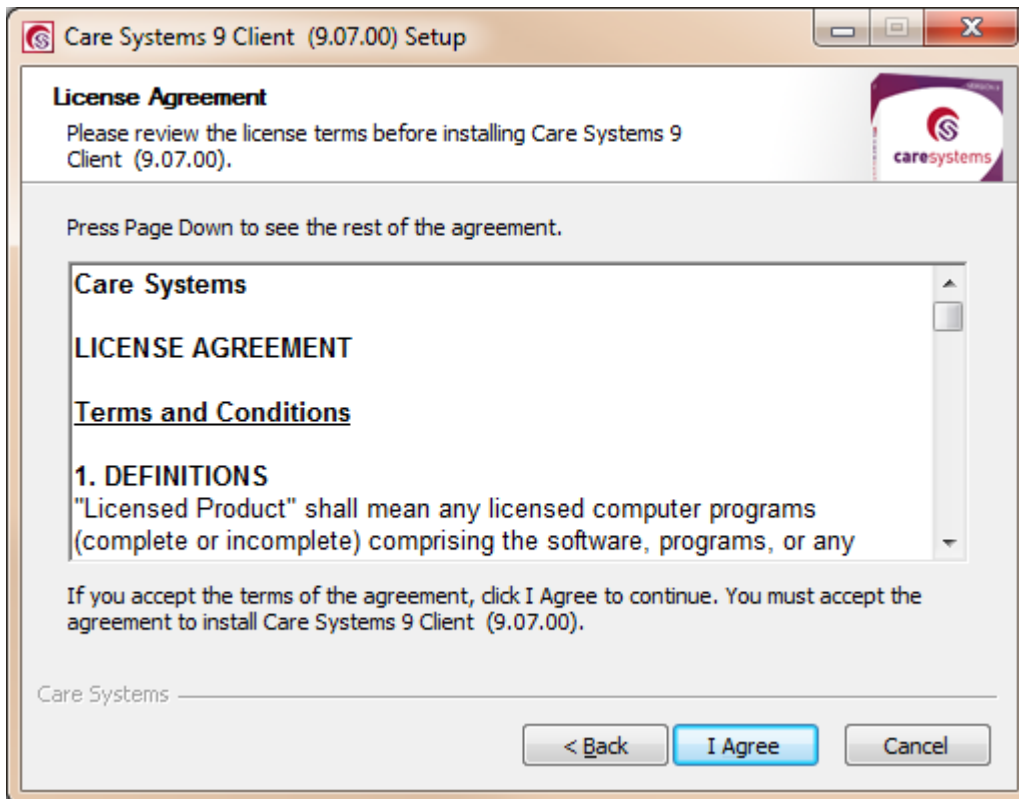 Care Systems 9 Client  (9.07.00) Setup
License Agreement
Please review the license terms before installing Care Systems 9
Client  (9.07.00).
caresystems
Press Page Down to see the rest of the agreement.
Care Systems
LICENSE AGREEMENT
Terms and Conditions
1. DEFINITIONS
"Licensed Product" shall mean any licensed computer programs
(complete or incomplete) comprising the software, programs, or any
If you accept the terms of the agreement, click I Agree to continue. You must accept the
agreement to install Care Systems 9 Client  (9.07.00).
Care Systems
< Back
I Agree
Cancel